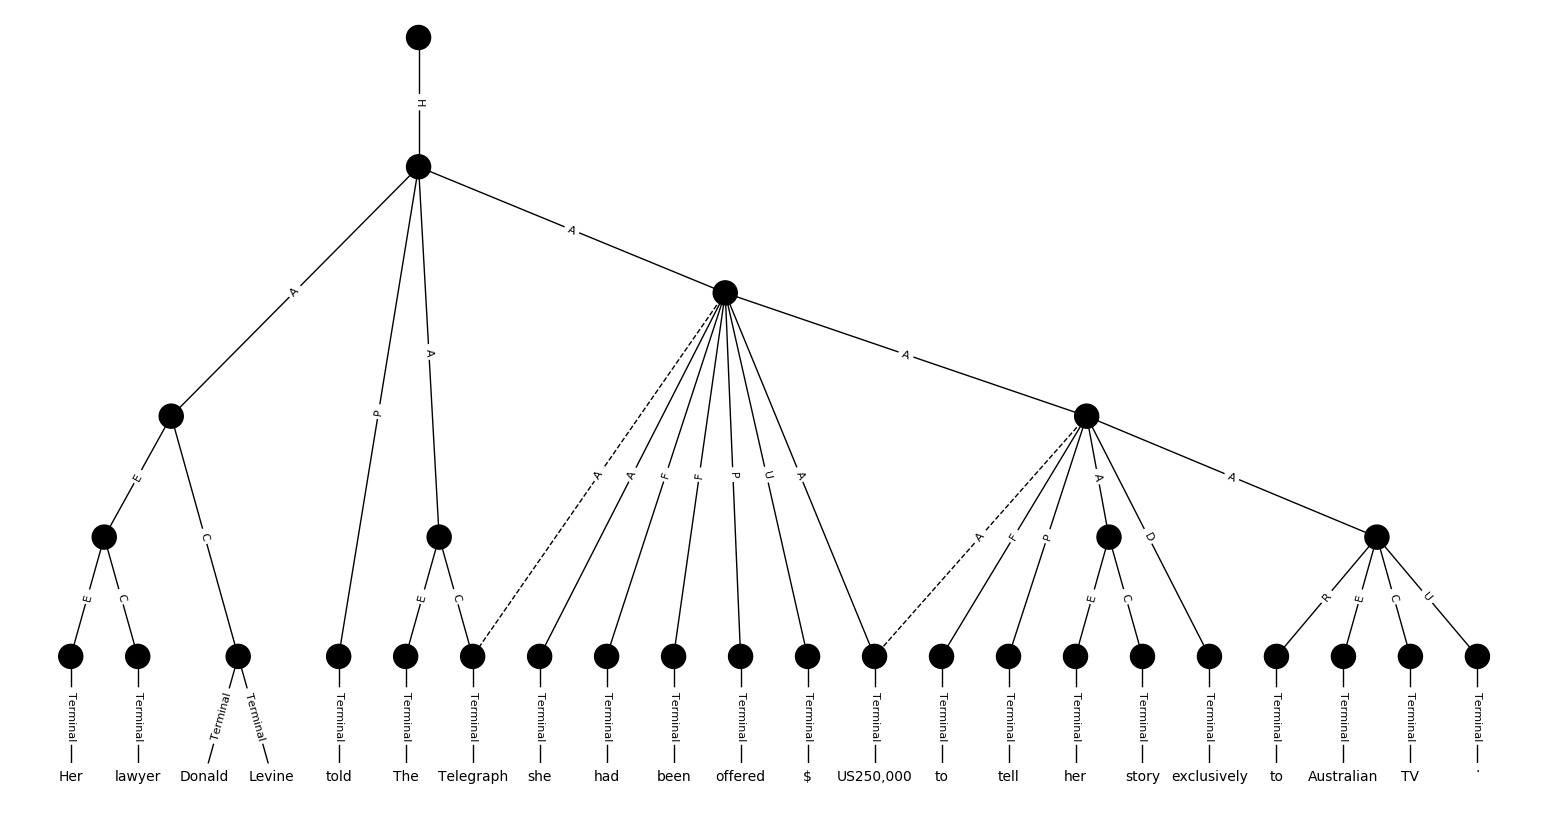 H
A
A
A
A
P
A
E
A
A
F
F
P
U
A
A
A
E
C
A
F
P
D
E
C
E
C
E
C
R
E
C
U
Terminal Terminal Terminal Terminal Terminal Terminal Terminal Terminal Terminal Terminal Terminal Terminal Terminal Terminal Terminal Terminal Terminal Terminal Terminal Terminal Terminal Terminal
Her lawyer Donald Levine told The Telegraph she had been offered $ US250,000 to tell her story exclusively to Australian TV .